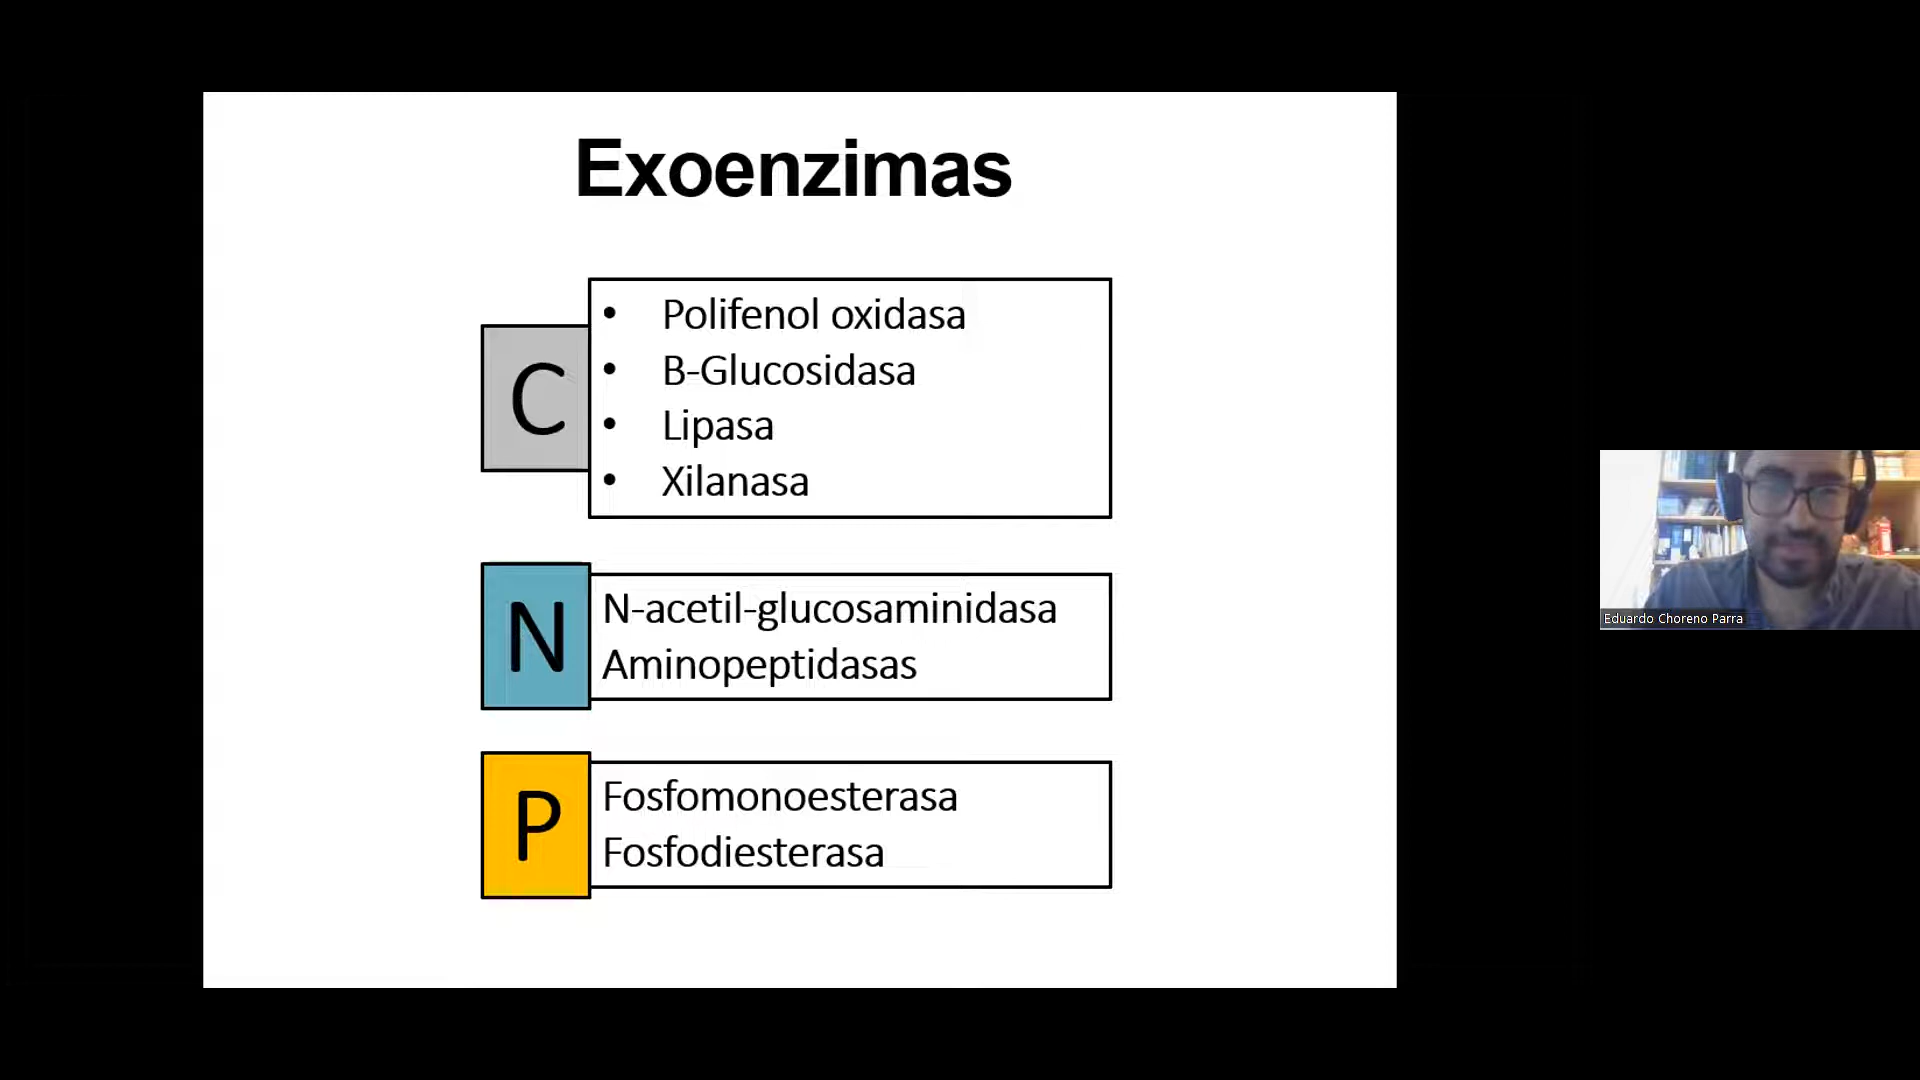 Exoenzimas
C
• Polifenol oxidasa
• B-Glucosidasa
• Lipasa
• Xilanasa
N
N-acetil-glucosaminidasa
Aminopeptidasas
P
Fosfomonoesterasa
Fosfodiesterasa
Eduardo Choreno Parra